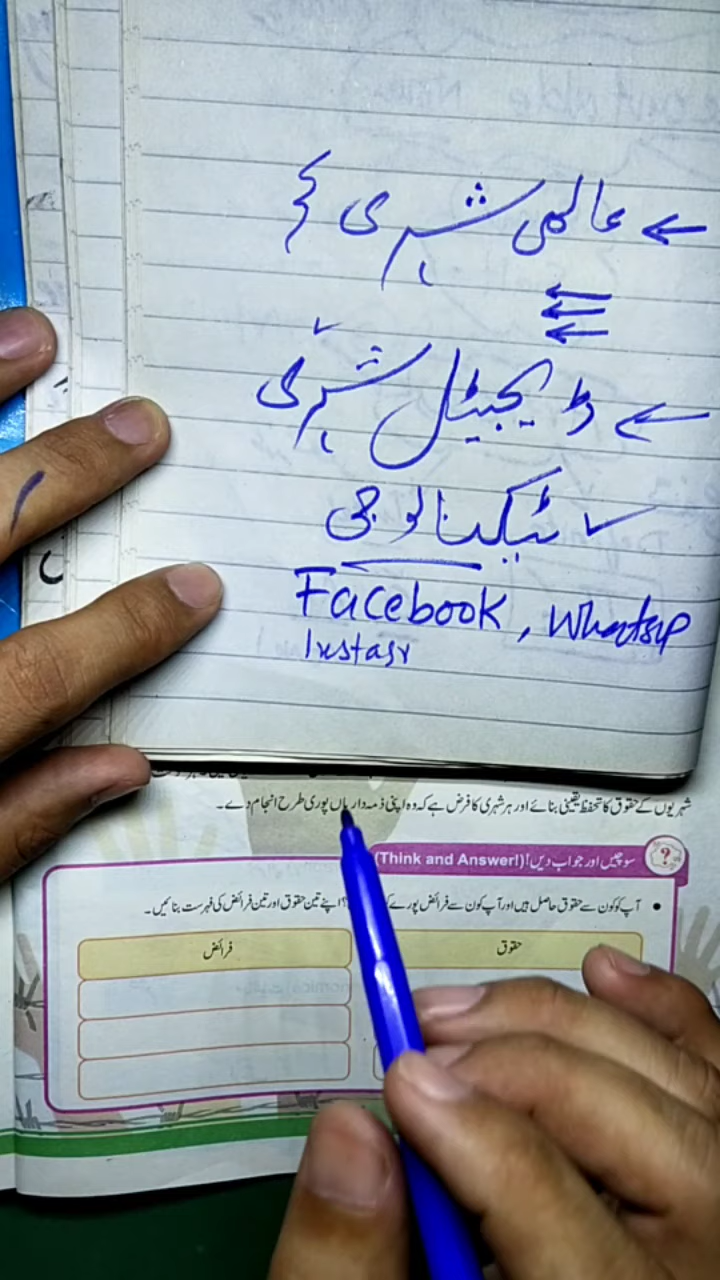 ← عالمی شہری
← ڈیجیٹل شہری
✓ ٹیکنالوجی
Facebook, Whatsap
Instagr
شہریوں کے حقوق کا تحفظ یقینی بنائے اور ہر شہری کا فرض ہے کہ وہ اپنی ذمہ داریاں پوری طرح انجام دے۔
سوچیں اور جواب دیں! (Think and Answer!)
• آپ کو کون سے حقوق حاصل ہیں اور آپ کون سے فرائض پورے ؟ اپنے تین حقوق اور تین فرائض کی فہرست بنائیں۔
حقوق
فرائض